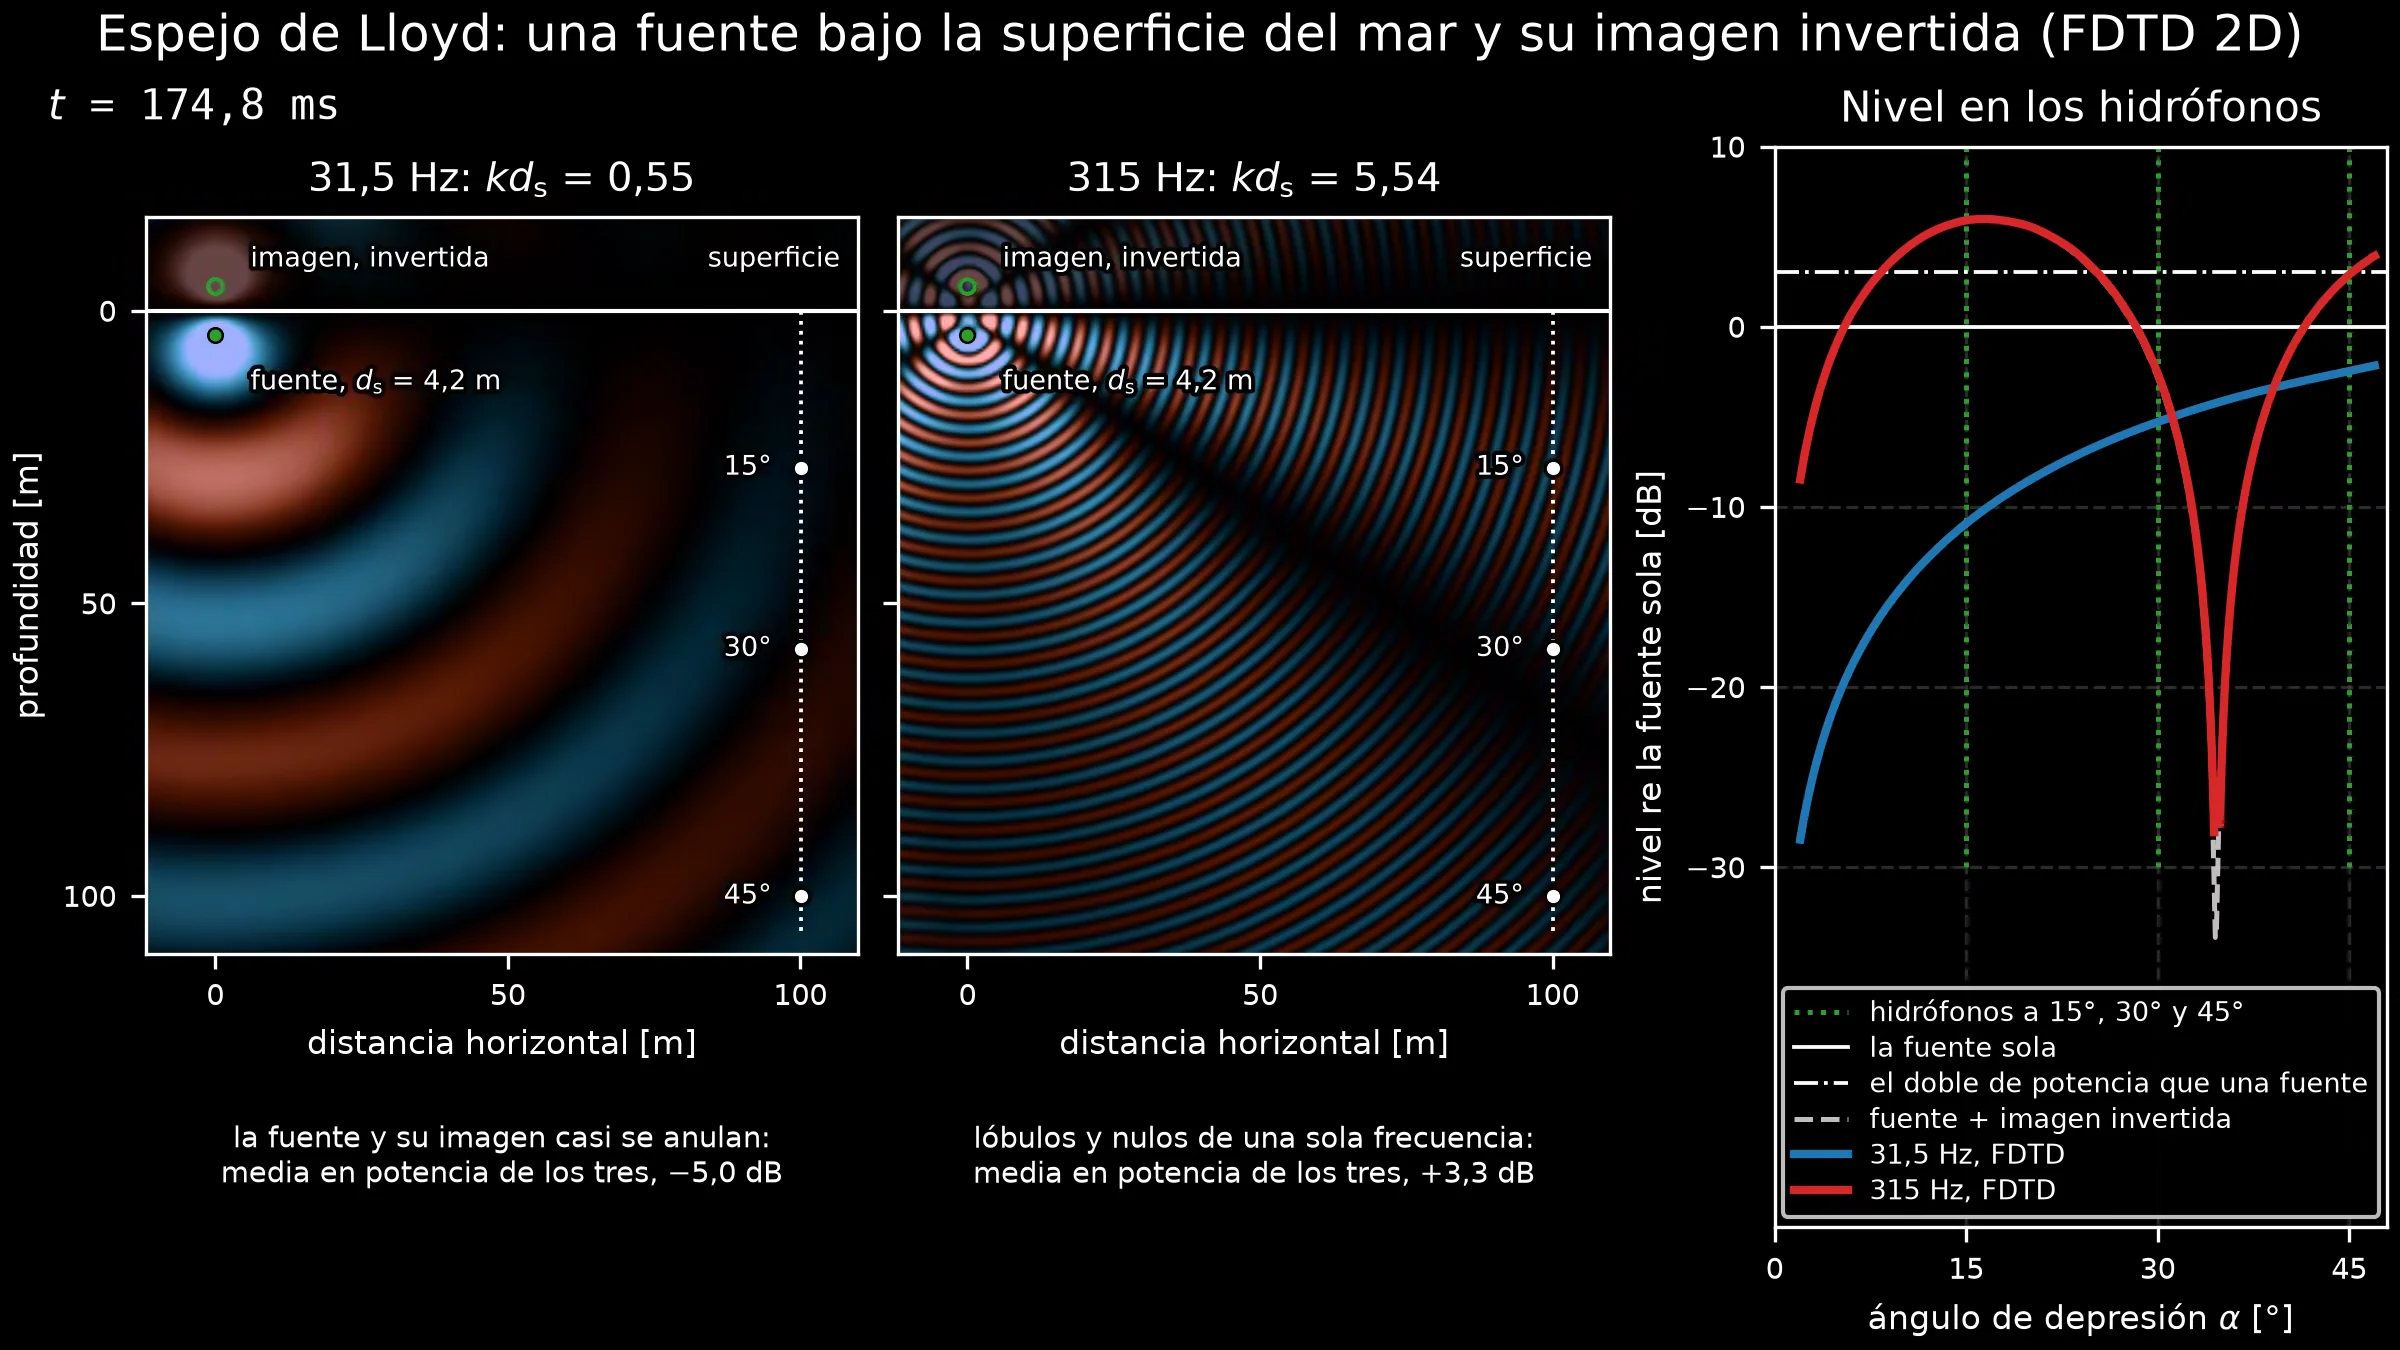 Espejo de Lloyd: una fuente bajo la superficie del mar y su imagen invertida (FDTD 2D)
t = 174,8 ms
31,5 Hz: kds = 0,55
imagen, invertida
superficie
fuente, ds = 4,2 m
15°
30°
45°
0
50
100
profundidad [m]
0
50
100
distancia horizontal [m]
la fuente y su imagen casi se anulan:
media en potencia de los tres, −5,0 dB
315 Hz: kds = 5,54
imagen, invertida
superficie
fuente, ds = 4,2 m
15°
30°
45°
0
50
100
distancia horizontal [m]
lóbulos y nulos de una sola frecuencia:
media en potencia de los tres, +3,3 dB
Nivel en los hidrófonos
10
0
−10
−20
−30
nivel re la fuente sola [dB]
hidrófonos a 15°, 30° y 45°
la fuente sola
el doble de potencia que una fuente
fuente + imagen invertida
31,5 Hz, FDTD
315 Hz, FDTD
0
15
30
45
ángulo de depresión α [°]